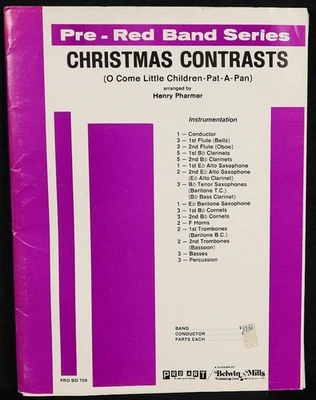 Pre - Red Band Series
CHRISTMAS CONTRASTS
(O Come Little Children-Pat-A-Pan)
arranged by
Henry Pharmer
Instrumentation
1 — Conductor
3 — 1st Flute (Bells)
3 — 2nd Flute (Oboe)
5 — 1st B♭ Clarinets
5 — 2nd B♭ Clarinets
1 — 1st E♭ Alto Saxophone
2 — 2nd E♭ Alto Saxophone
(E♭ Alto Clarinet)
3 — B♭ Tenor Saxophones
(Baritone T.C.)
(B♭ Bass Clarinet)
1 — E♭ Baritone Saxophone
3 — 1st B♭ Cornets
3 — 2nd B♭ Cornets
2 — F Horns
2 — 1st Trombones
(Baritone B.C.)
2 — 2nd Trombones
(Bassoon)
3 — Basses
3 — Percussion
BAND
CONDUCTOR
PARTS EACH
PRO ART
A DIVISION OF
Belwin Mills
PRO BD 709